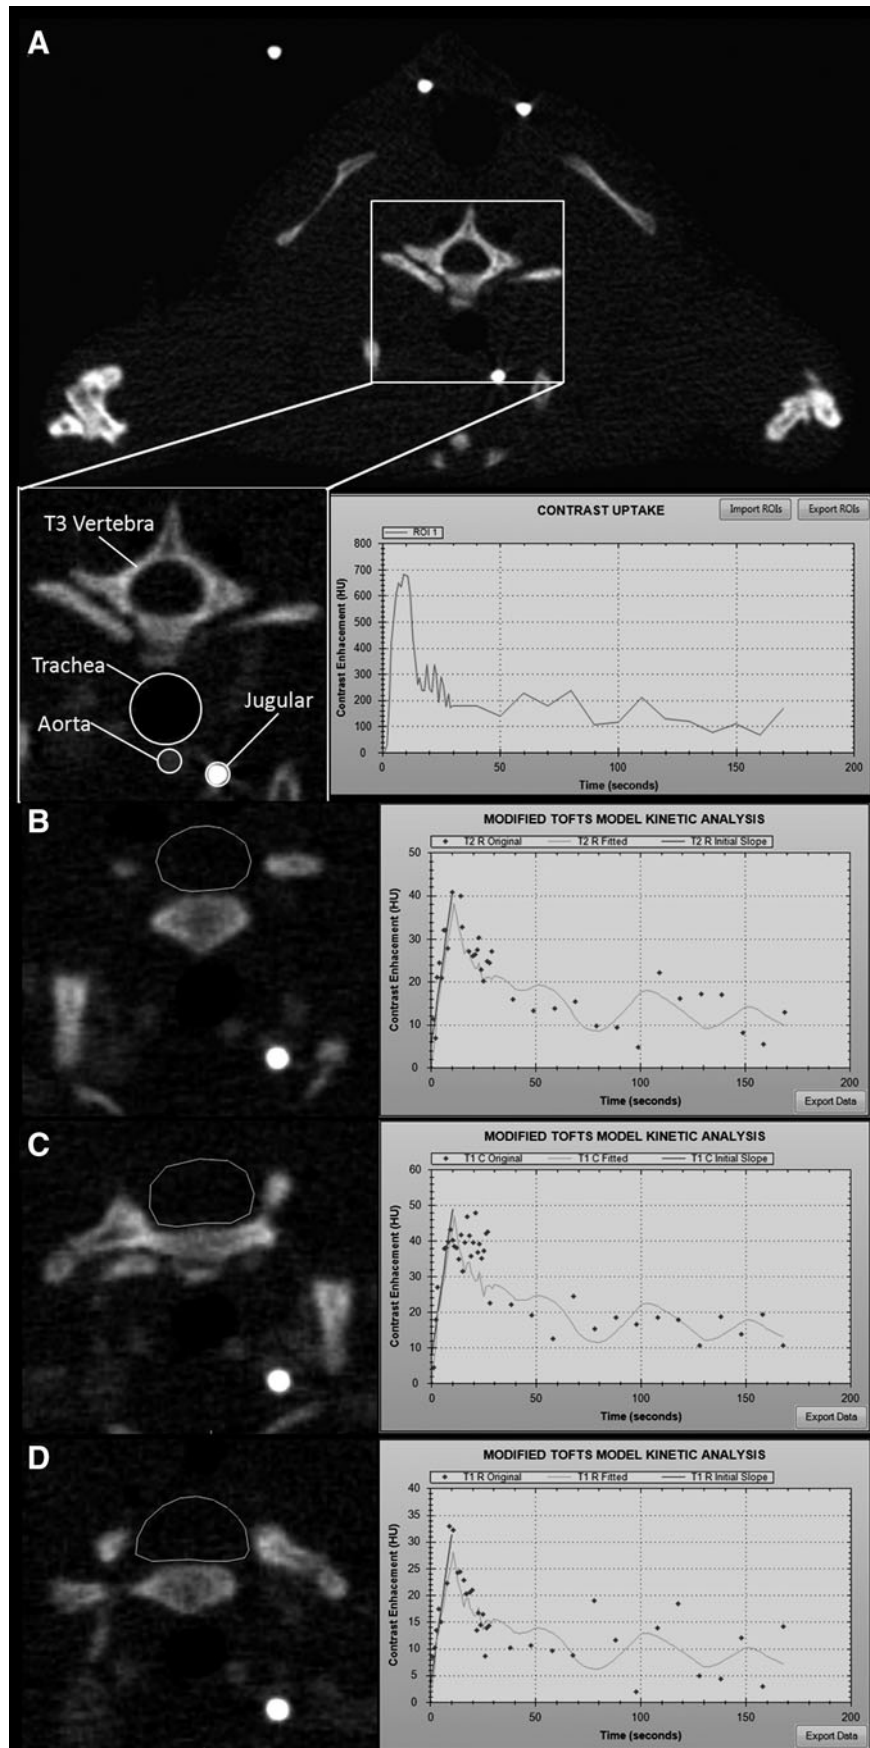 A
T3 Vertebra
Trachea
Aorta
Jugular
CONTRAST UPTAKE
Import ROIs
Export ROIs
ROI 1
Contrast Enhacement (HU)
800
700
600
500
400
300
200
100
0
0
50
100
150
200
Time (seconds)
B
MODIFIED TOFTS MODEL KINETIC ANALYSIS
T2 R Original
T2 R Fitted
T2 R Initial Slope
Contrast Enhacement (HU)
50
40
30
20
10
0
0
50
100
150
200
Time (seconds)
Export Data
C
MODIFIED TOFTS MODEL KINETIC ANALYSIS
T1 C Original
T1 C Fitted
T1 C Initial Slope
Contrast Enhacement (HU)
60
50
40
30
20
10
0
0
50
100
150
200
Time (seconds)
Export Data
D
MODIFIED TOFTS MODEL KINETIC ANALYSIS
T1 R Original
T1 R Fitted
T1 R Initial Slope
Contrast Enhacement (HU)
40
35
30
25
20
15
10
5
0
0
50
100
150
200
Time (seconds)
Export Data